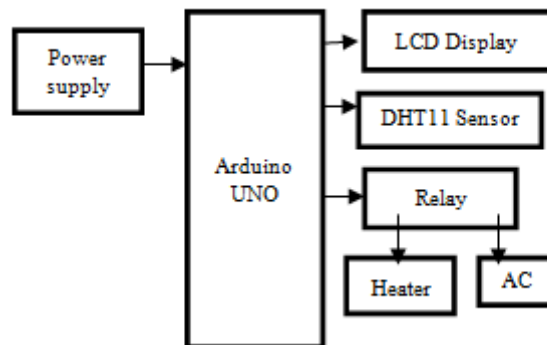 Power
supply
Arduino
UNO
LCD Display
DHT11 Sensor
Relay
Heater
AC